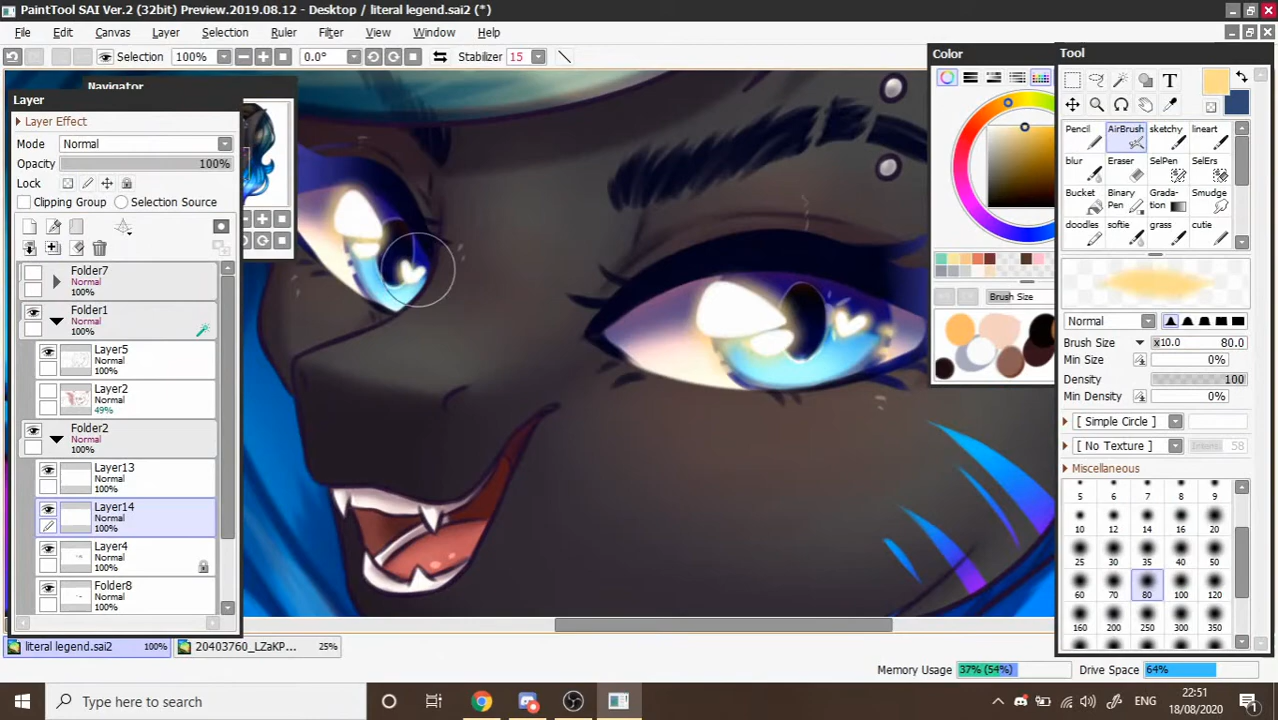 PaintTool SAI Ver.2 (32bit) Preview.2019.08.12 - Desktop / literal legend.sai2 (*)
File Edit Canvas Layer Selection Ruler Filter View Window Help
Selection 100% 0.0° Stabilizer 15
Navigator
Layer
Layer Effect
Mode Normal
Opacity 100%
Lock
Clipping Group Selection Source
Folder7
Normal
100%
Folder1
Normal
100%
Layer5
Normal
100%
Layer2
Normal
49%
Folder2
Normal
100%
Layer13
Normal
100%
Layer14
Normal
100%
Layer4
Normal
100%
Folder8
Normal
100%
Color
Brush Size
Tool
T
Pencil AirBrush sketchy lineart
blur Eraser SelPen SelErs
Bucket Binary Pen Grada- tion Smudge
doodles softie grass cutie
Normal
Brush Size x10.0 80.0
Min Size 0%
Density 100
Min Density 0%
[ Simple Circle ]
[ No Texture ] 58
Miscellaneous
5 6 7 8 9
10 12 14 16 20
25 30 35 40 50
60 70 80 100 120
160 200 250 300 350
literal legend.sai2 100% 20403760_LZaKP... 25%
Memory Usage 37% (54%) Drive Space 64%
Type here to search
ENG
22:51
18/08/2020
1